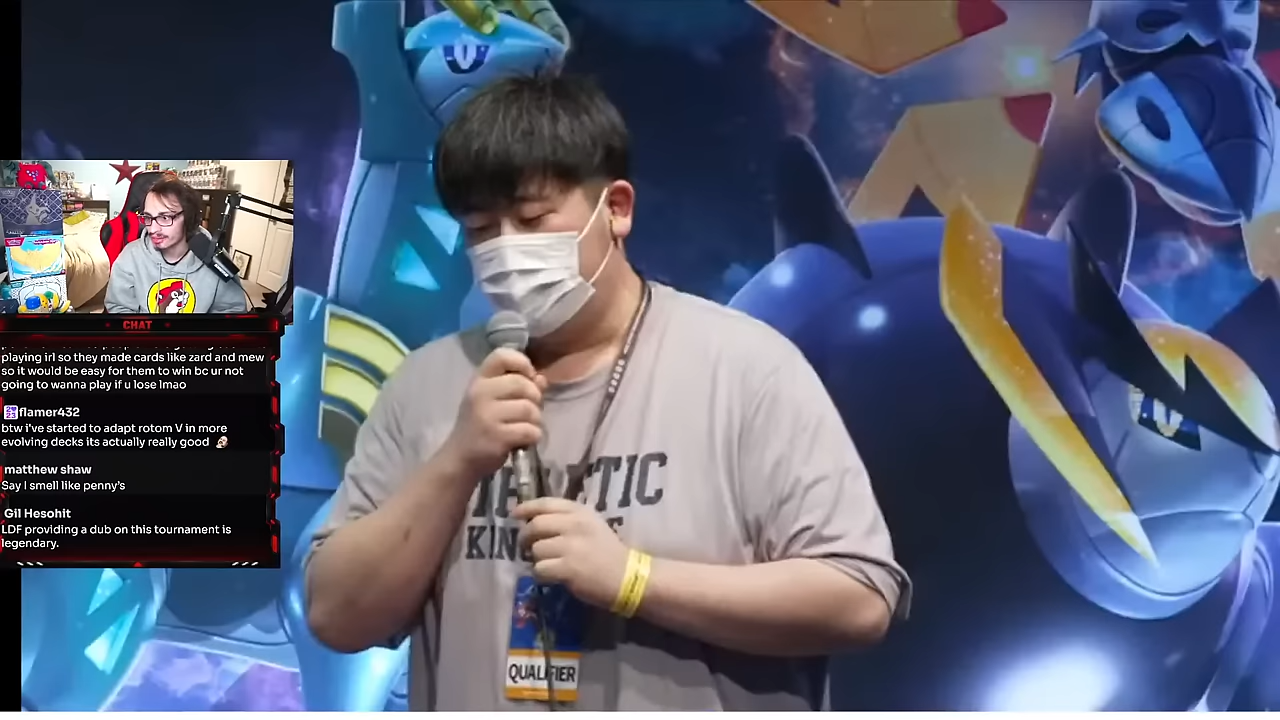 CHAT
playing irl so they made cards like zard and mew
so it would be easy for them to win bc ur not
going to wanna play if u lose lmao
flamer432
btw i've started to adapt rotom V in more
evolving decks its actually really good
matthew shaw
Say I smell like penny's
Gil Hesohit
LDF providing a dub on this tournament is
legendary.
QUALIFIER